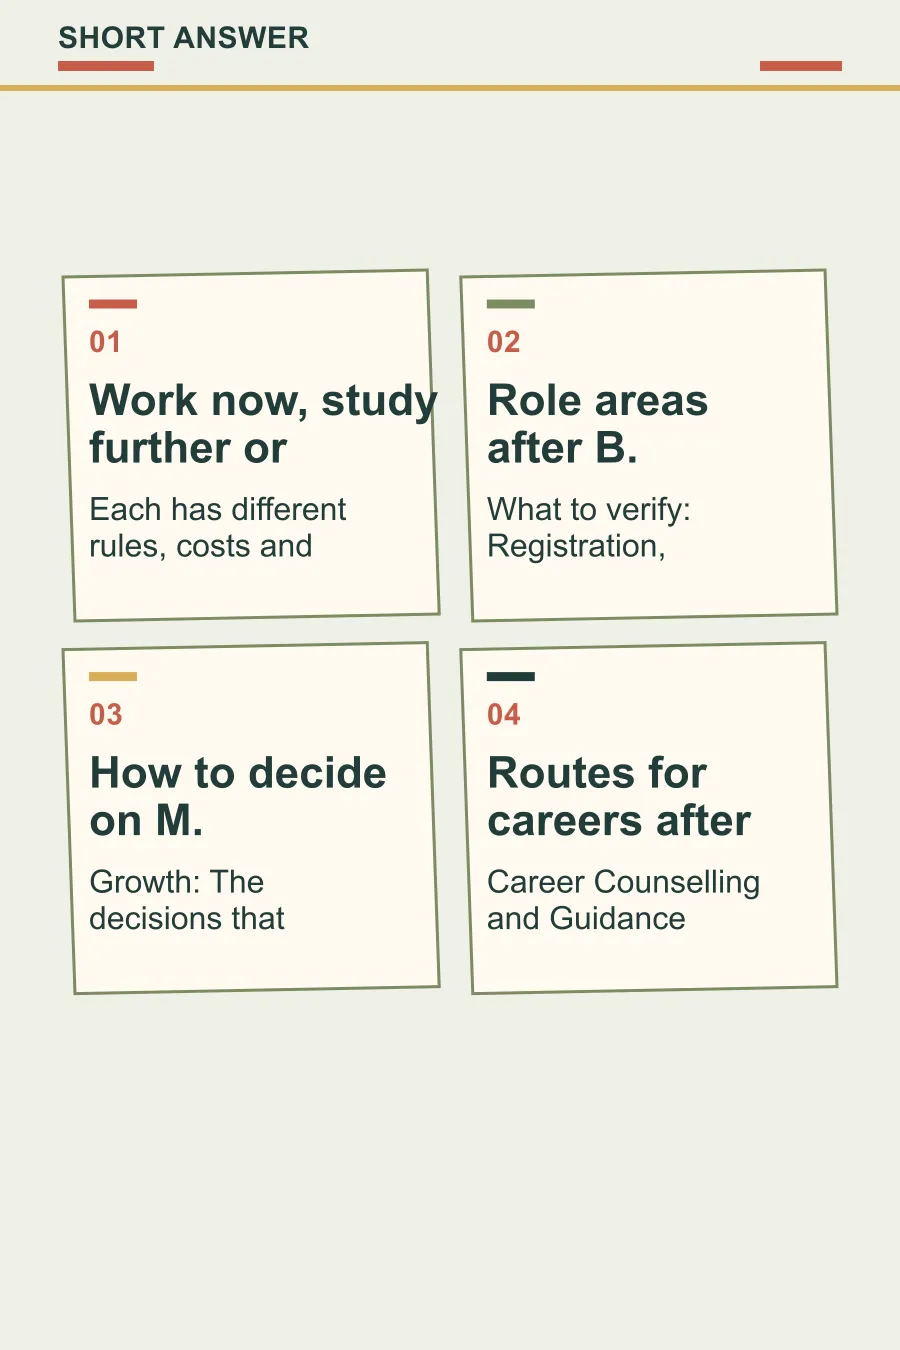 SHORT ANSWER
01
Work now, study
further or
Each has different
rules, costs and
02
Role areas
after B.
What to verify:
Registration,
03
How to decide
on M.
Growth: The
decisions that
04
Routes for
careers after
Career Counselling
and Guidance